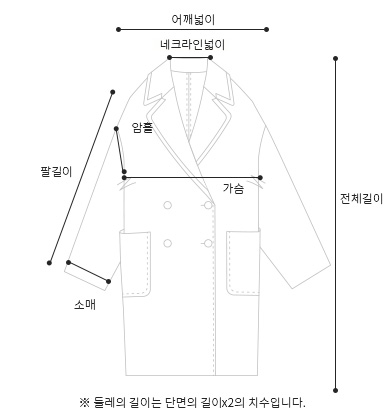 어깨넓이
네크라인넓이
암홀
팔길이
가슴
전체길이
소매
※ 둘레의 길이는 단면의 길이x2의 치수입니다.